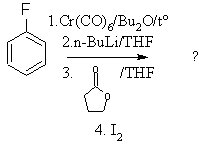 F
1.Cr(CO)6/Bu2O/t°
2.n-BuLi/THF
3. O O /THF
?
4. I2